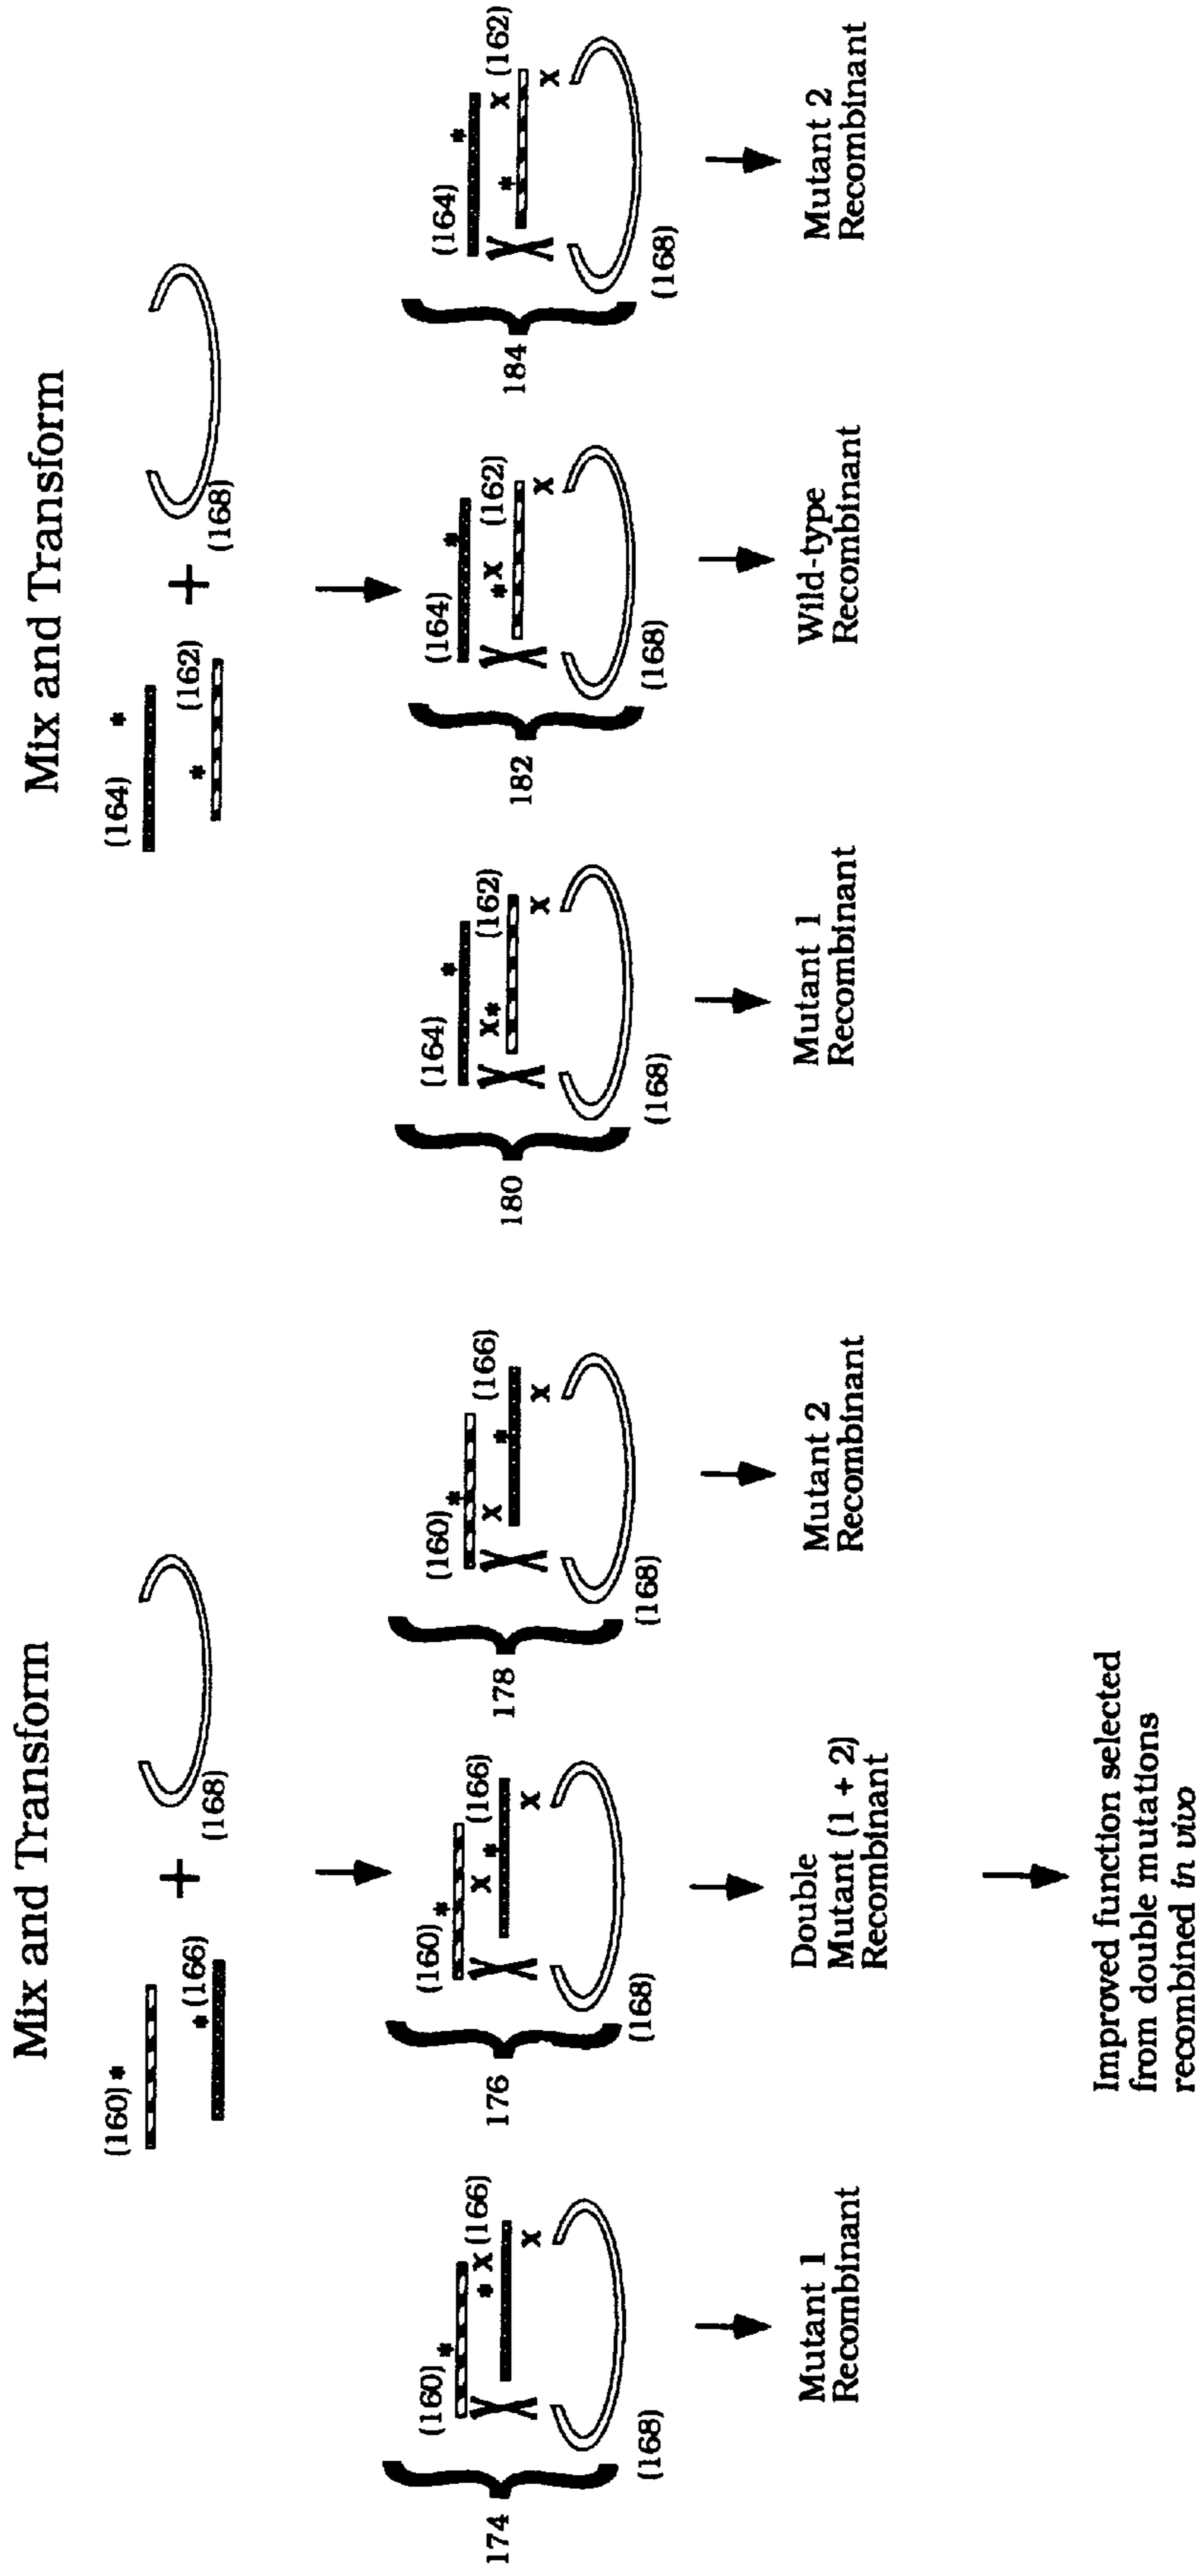 Mix and Transform
(160) *
* (166)
+
(168)
174
(160)
*
* X (166)
X
X
(168)
Mutant 1
Recombinant
176
(160)
*
X * (166)
X
X
(168)
Double
Mutant (1 + 2)
Recombinant
Improved function selected
from double mutations
recombined in vivo
178
(160)
*
X * (166)
X
X
(168)
Mutant 2
Recombinant
Mix and Transform
(164) *
* (162)
+
(168)
180
(164)
*
X * (162)
X
X
(168)
Mutant 1
Recombinant
182
(164)
*
* X (162)
X
X
(168)
Wild-type
Recombinant
184
(164)
*
* X (162)
X
X
(168)
Mutant 2
Recombinant